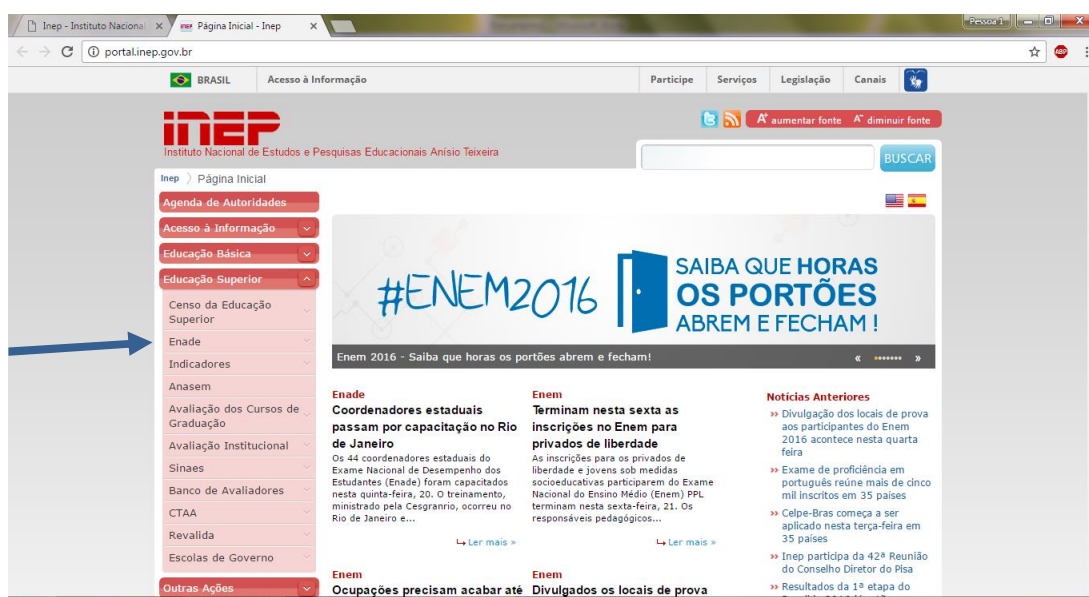 Inep - Instituto Nacional
Página Inicial - Inep
Pessoa 1
portal.inep.gov.br
ABP
BRASIL
Acesso à Informação
Participe
Serviços
Legislação
Canais
inep
Instituto Nacional de Estudos e Pesquisas Educacionais Anísio Teixeira
A+ aumentar fonte
A- diminuir fonte
BUSCAR
Inep
Página Inicial
Agenda de Autoridades
Acesso à Informação
Educação Básica
Educação Superior
Censo da Educação
Superior
Enade
Indicadores
Anasem
Avaliação dos Cursos de
Graduação
Avaliação Institucional
Sinaes
Banco de Avaliadores
CTAA
Revalida
Escolas de Governo
Outras Ações
#ENEM2016
SAIBA QUE HORAS
OS PORTÕES
ABREM E FECHAM !
Enem 2016 - Saiba que horas os portões abrem e fecham!
« »
Enade
Coordenadores estaduais
passam por capacitação no Rio
de Janeiro
Os 44 coordenadores estaduais do
Exame Nacional de Desempenho dos
Estudantes (Enade) foram capacitados
nesta quinta-feira, 20. O treinamento,
ministrado pela Cesgranrio, ocorreu no
Rio de Janeiro e...
Ler mais »
Enem
Terminam nesta sexta as
inscrições no Enem para
privados de liberdade
As inscrições para os privados de
liberdade e jovens sob medidas
socioeducativas participarem do Exame
Nacional do Ensino Médio (Enem) PPL
terminam nesta sexta-feira, 21. Os
responsáveis pedagógicos...
Ler mais »
Notícias Anteriores
» Divulgação dos locais de prova
aos participantes do Enem
2016 acontece nesta quarta
feira
» Exame de proficiência em
português reúne mais de cinco
mil inscritos em 35 países
» Celpe-Bras começa a ser
aplicado nesta terça-feira em
35 países
» Inep participa da 42ª Reunião
do Conselho Diretor do Pisa
» Resultados da 1ª etapa do
Enem
Ocupações precisam acabar até
Enem
Divulgados os locais de prova